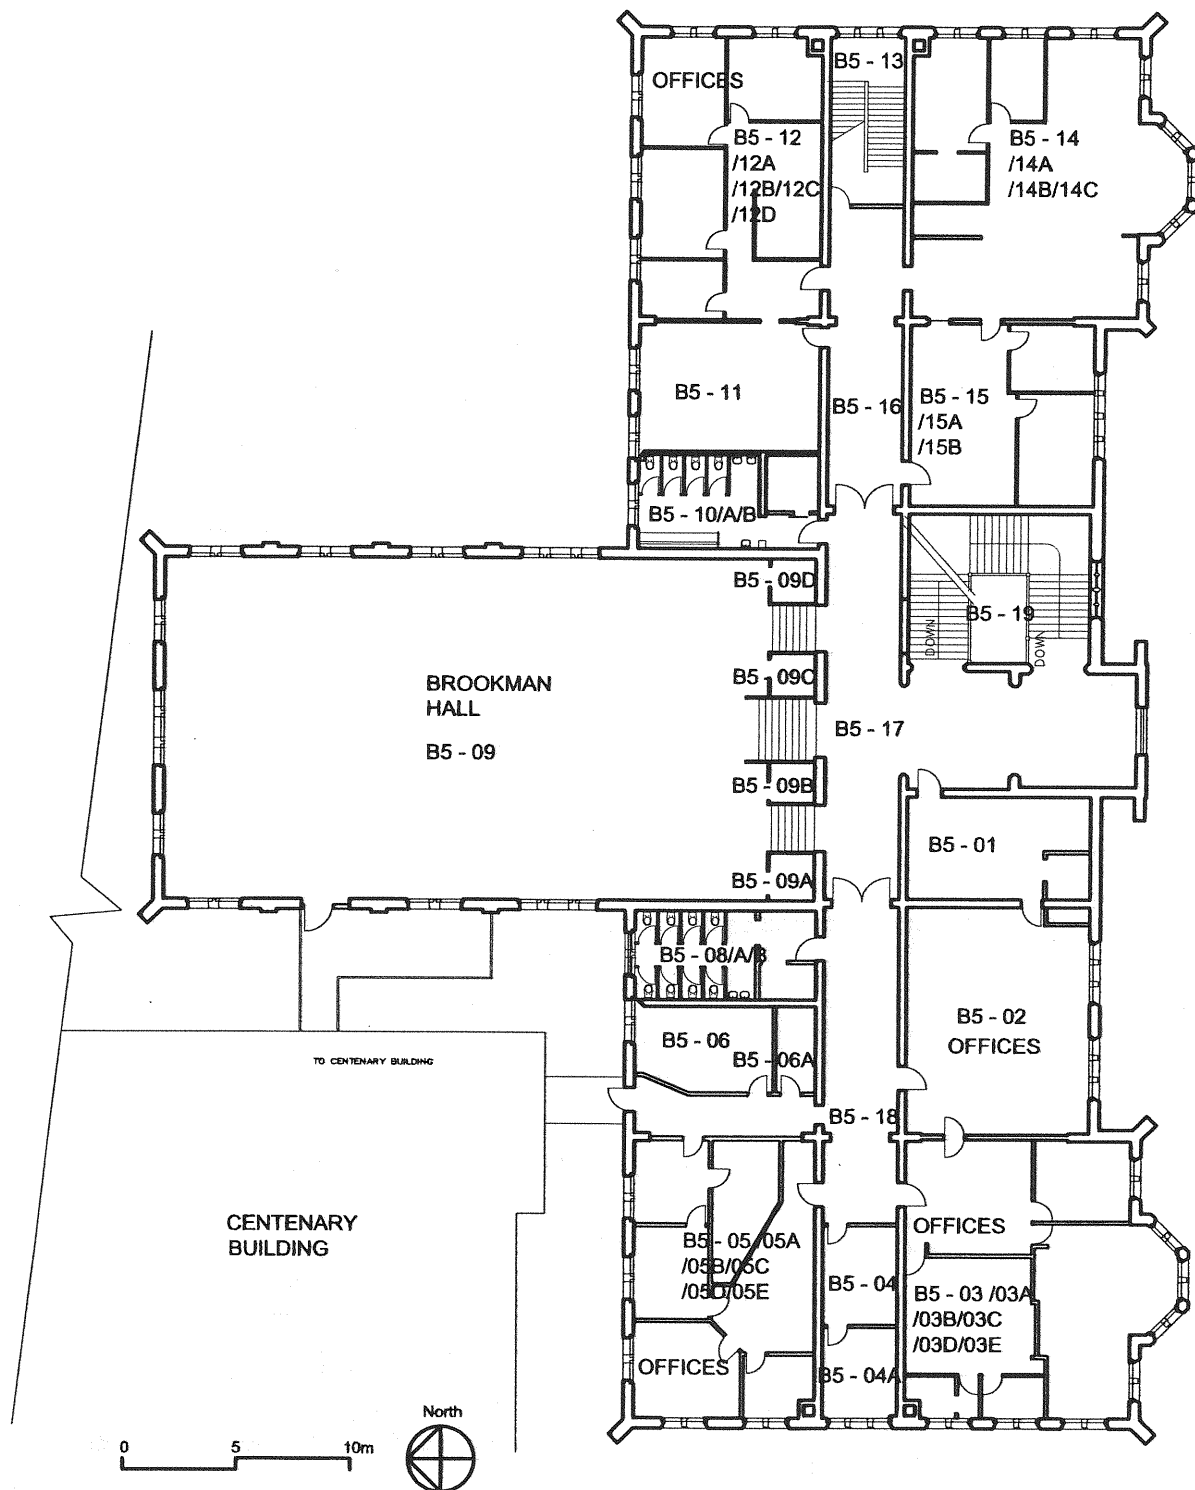 B5 - 13
OFFICES
B5 - 12
/12A
/12B/12C
/12D
B5 - 14
/14A
/14B/14C
B5 - 11
B5 - 16
B5 - 15
/15A
/15B
B5 - 10/A/B
B5 - 09D
B5 - 19
DOWN
DOWN
B5 - 09C
BROOKMAN
HALL
B5 - 09
B5 - 17
B5 - 09B
B5 - 01
B5 - 09A
B5 - 08/A/B
B5 - 02
OFFICES
B5 - 06
B5 - 06A
TO CENTENARY BUILDING
B5 - 18
CENTENARY
BUILDING
OFFICES
B5 - 05 /05A
/05B/05C
/05D/05E
B5 - 04
B5 - 03 /03A
/03B/03C
/03D/03E
OFFICES
B5 - 04A
North
0 5 10m